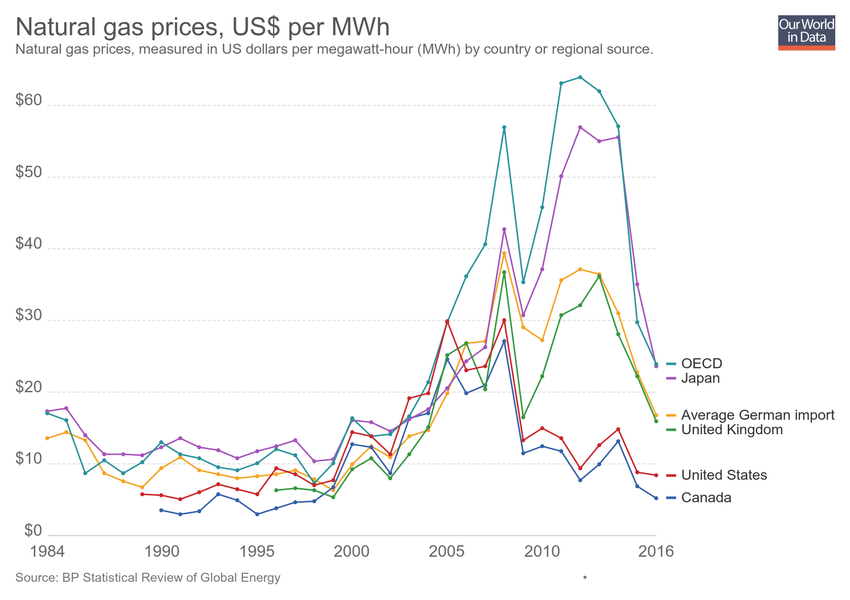 Natural gas prices, US$ per MWh
Natural gas prices, measured in US dollars per megawatt-hour (MWh) by country or regional source.
Our World
in Data
$60
$50
$40
$30
$20
$10
$0
OECD
Japan
Average German import
United Kingdom
United States
Canada
1984 1990 1995 2000 2005 2010 2016
Source: BP Statistical Review of Global Energy